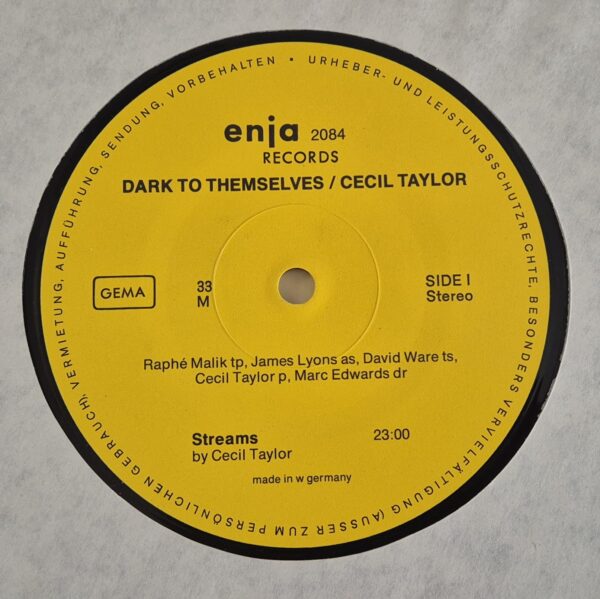 URHEBER- UND LEISTUNGSSCHUTZRECHTE, BESONDERS VERVIELFÄLTIGUNG (AUSSER ZUM PERSÖNLICHEN GEBRAUCH), VERMIETUNG, AUFFÜHRUNG, SENDUNG, VORBEHALTEN •
enja 2084
RECORDS
DARK TO THEMSELVES / CECIL TAYLOR
GEMA
33
M
SIDE I
Stereo
Raphé Malik tp, James Lyons as, David Ware ts,
Cecil Taylor p, Marc Edwards dr
Streams 23:00
by Cecil Taylor
made in w germany